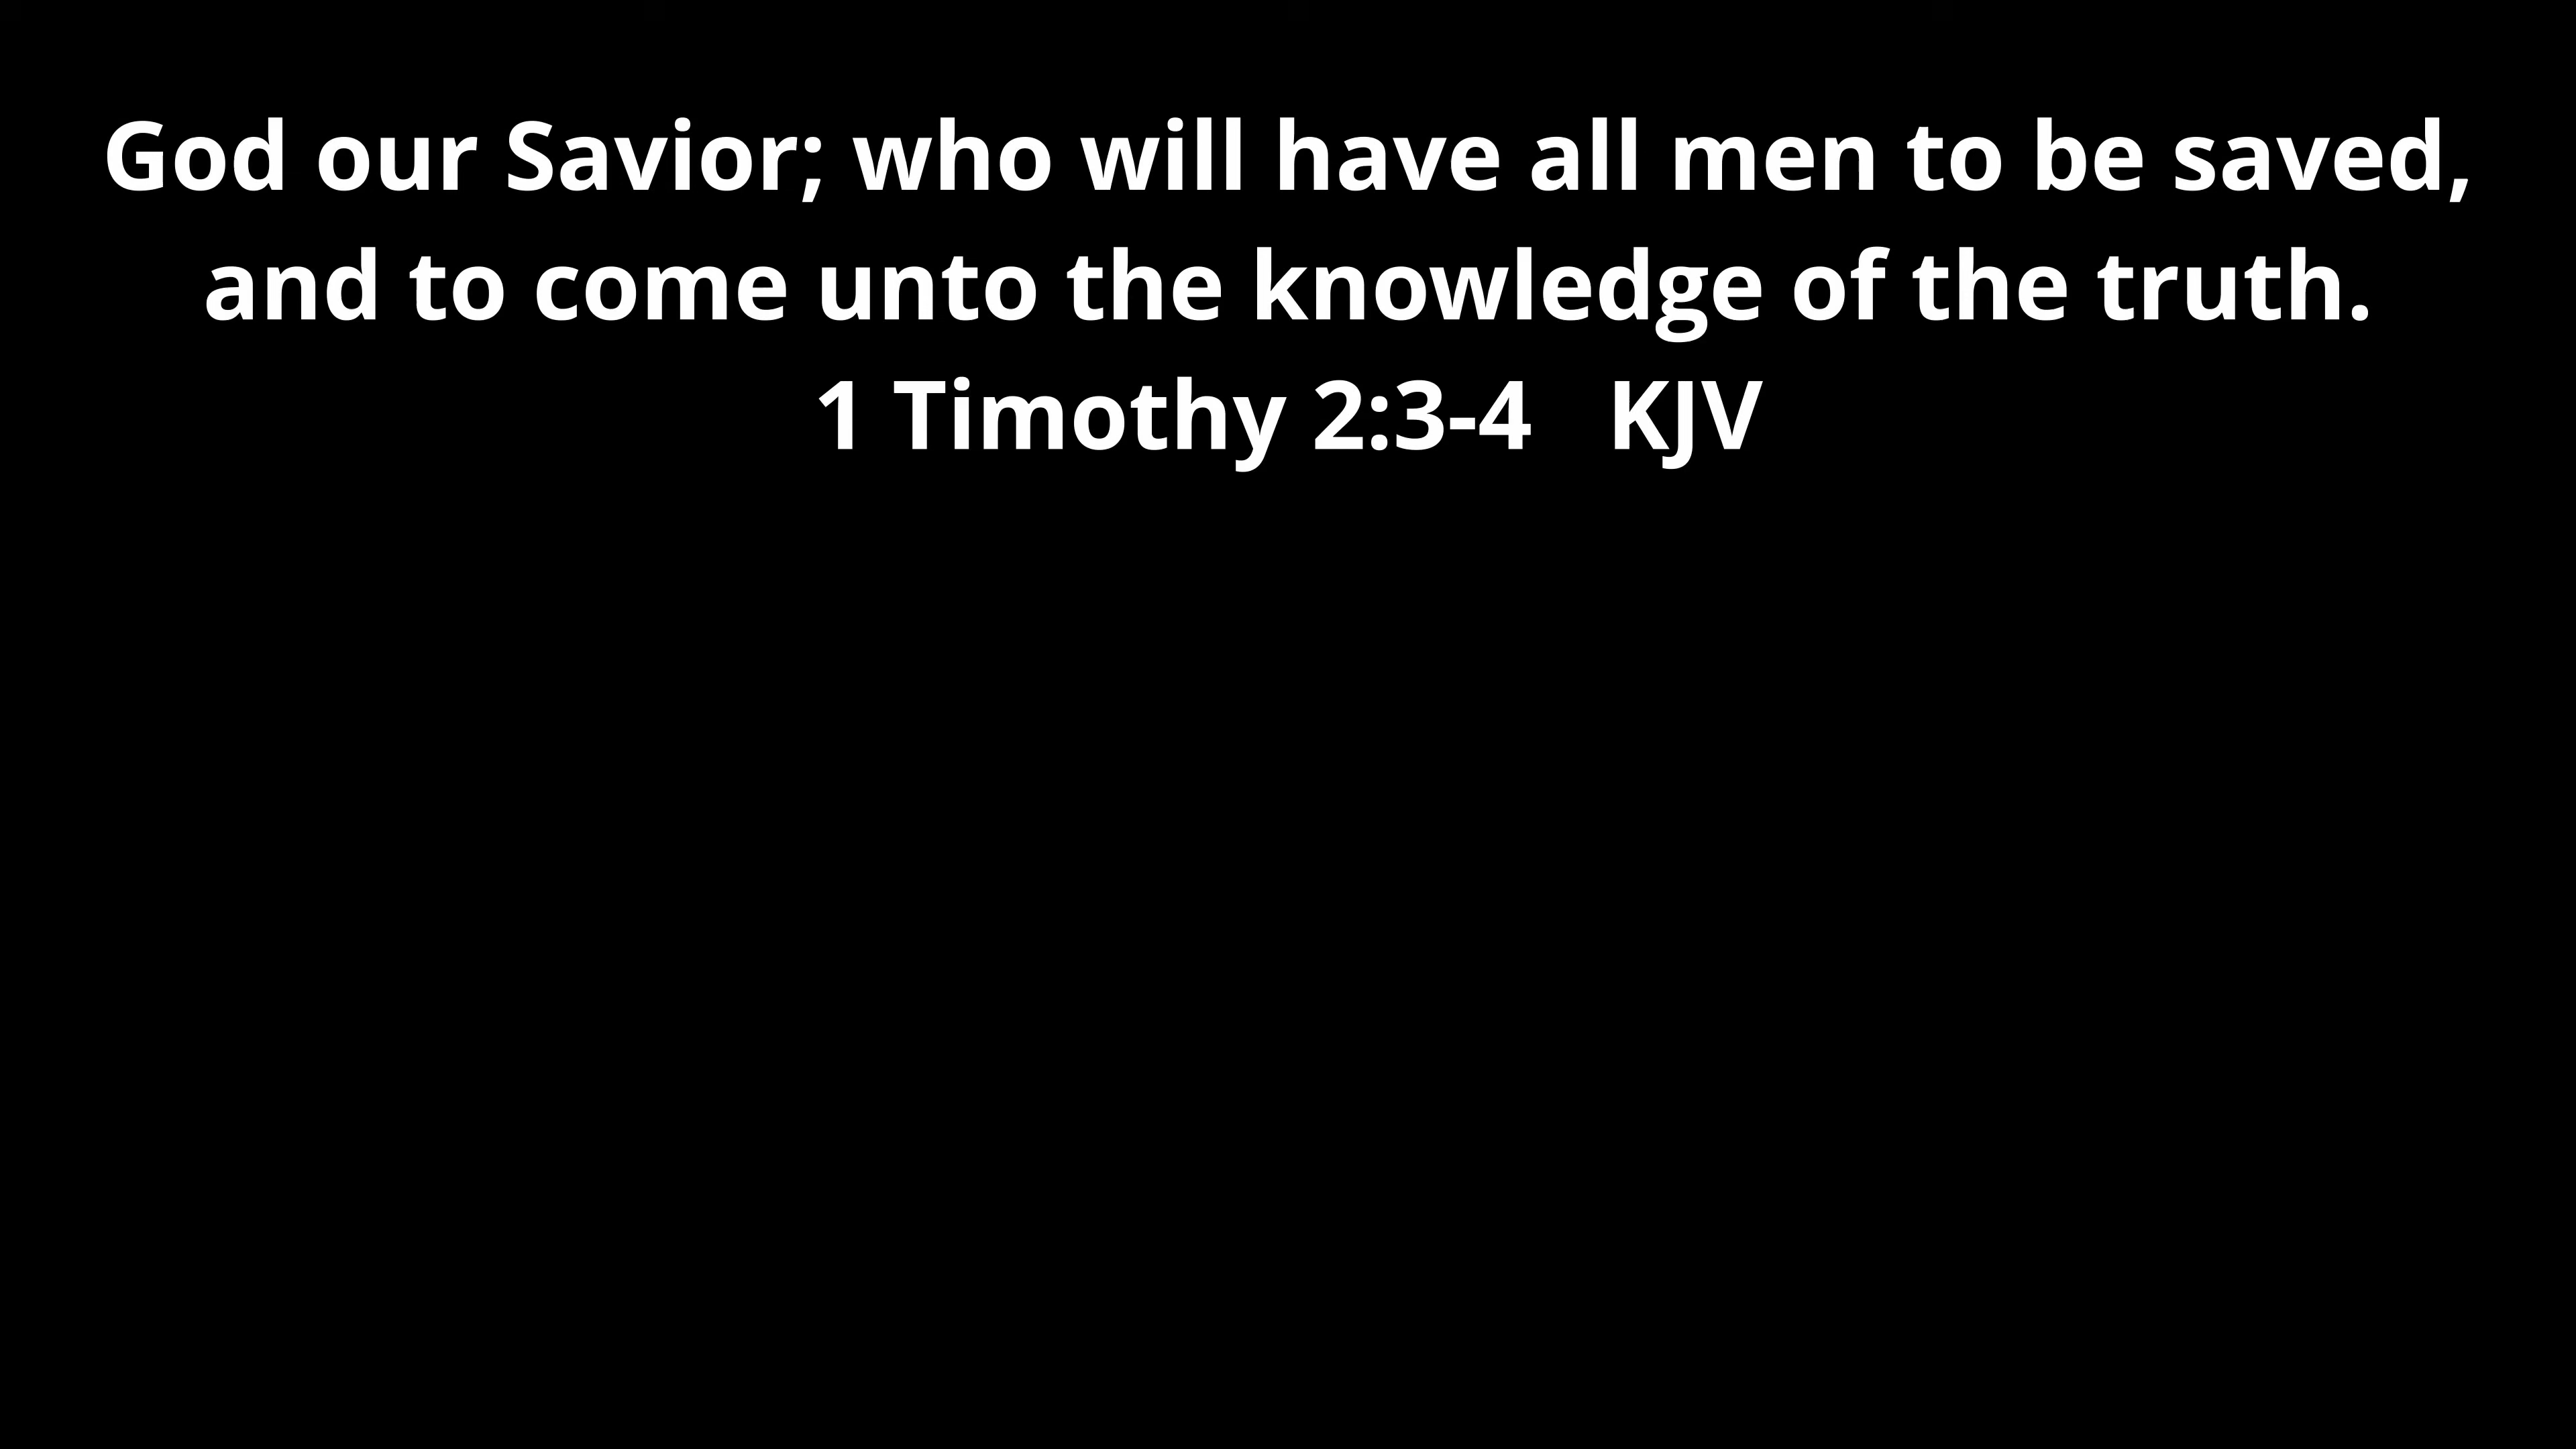 God our Savior; who will have all men to be saved,
and to come unto the knowledge of the truth.
1 Timothy 2:3-4   KJV